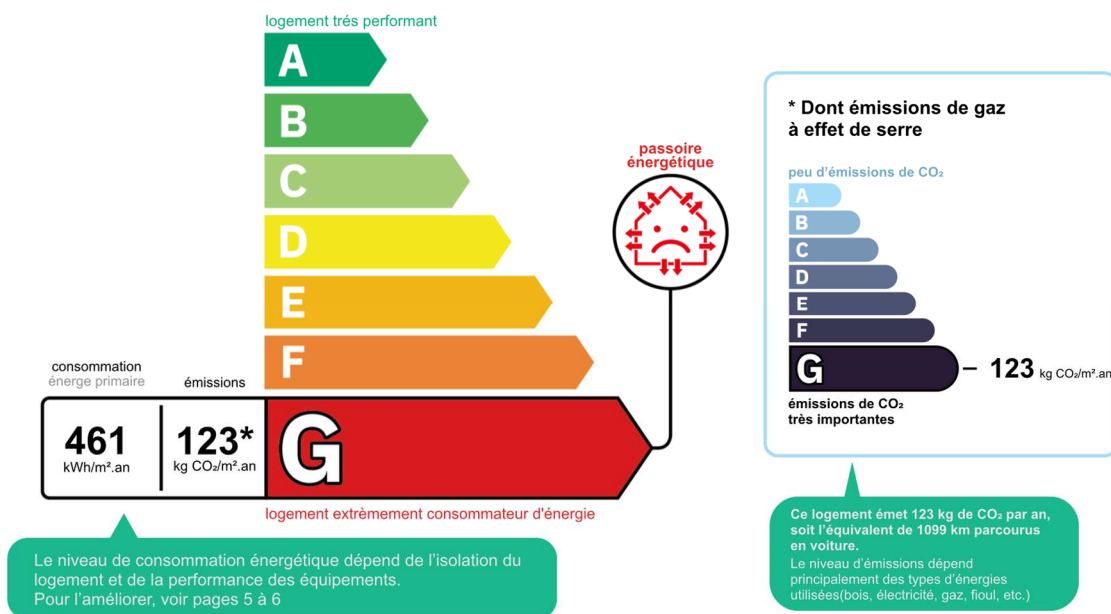 logement trés performant
A
B
C
D
E
F
consommation
énerge primaire
émissions
461
kWh/m².an
123*
kg CO₂/m².an
G
logement extrèmement consommateur d'énergie
passoire
énergétique
Le niveau de consommation énergétique dépend de l'isolation du
logement et de la performance des équipements.
Pour l'améliorer, voir pages 5 à 6
* Dont émissions de gaz
à effet de serre
peu d'émissions de CO₂
A
B
C
D
E
F
G
123 kg CO₂/m².an
émissions de CO₂
très importantes
Ce logement émet 123 kg de CO₂ par an,
soit l'équivalent de 1099 km parcourus
en voiture.
Le niveau d'émissions dépend
principalement des types d'énergies
utilisées(bois, électricité, gaz, fioul, etc.)